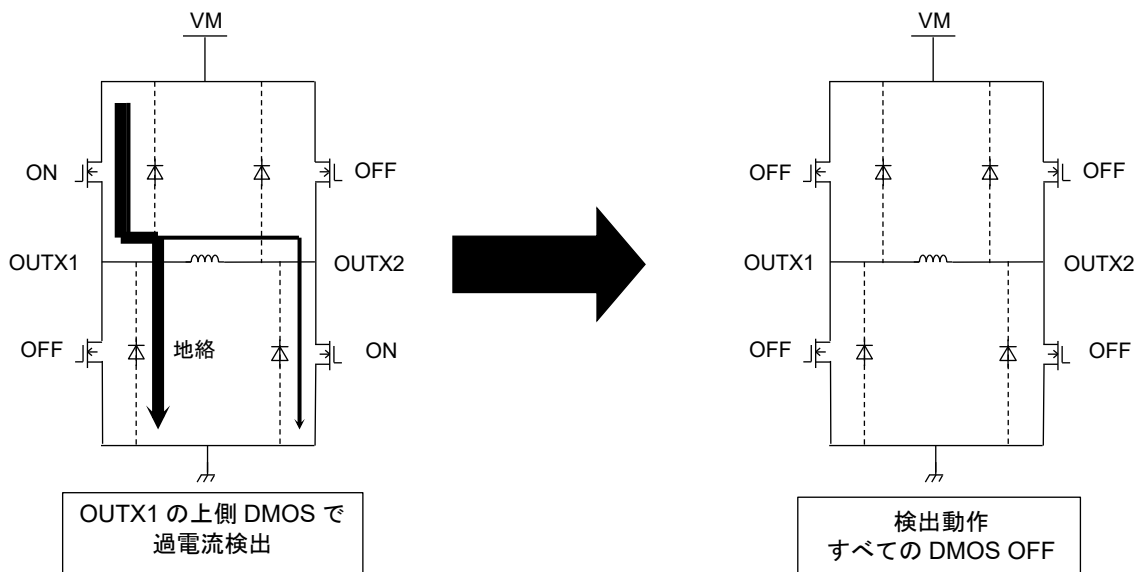 VM
ON
OFF
OUTX1
OUTX2
OFF
地絡
ON
OUTX1 の上側 DMOS で
過電流検出
VM
OFF
OFF
OUTX1
OUTX2
OFF
OFF
検出動作
すべての DMOS OFF